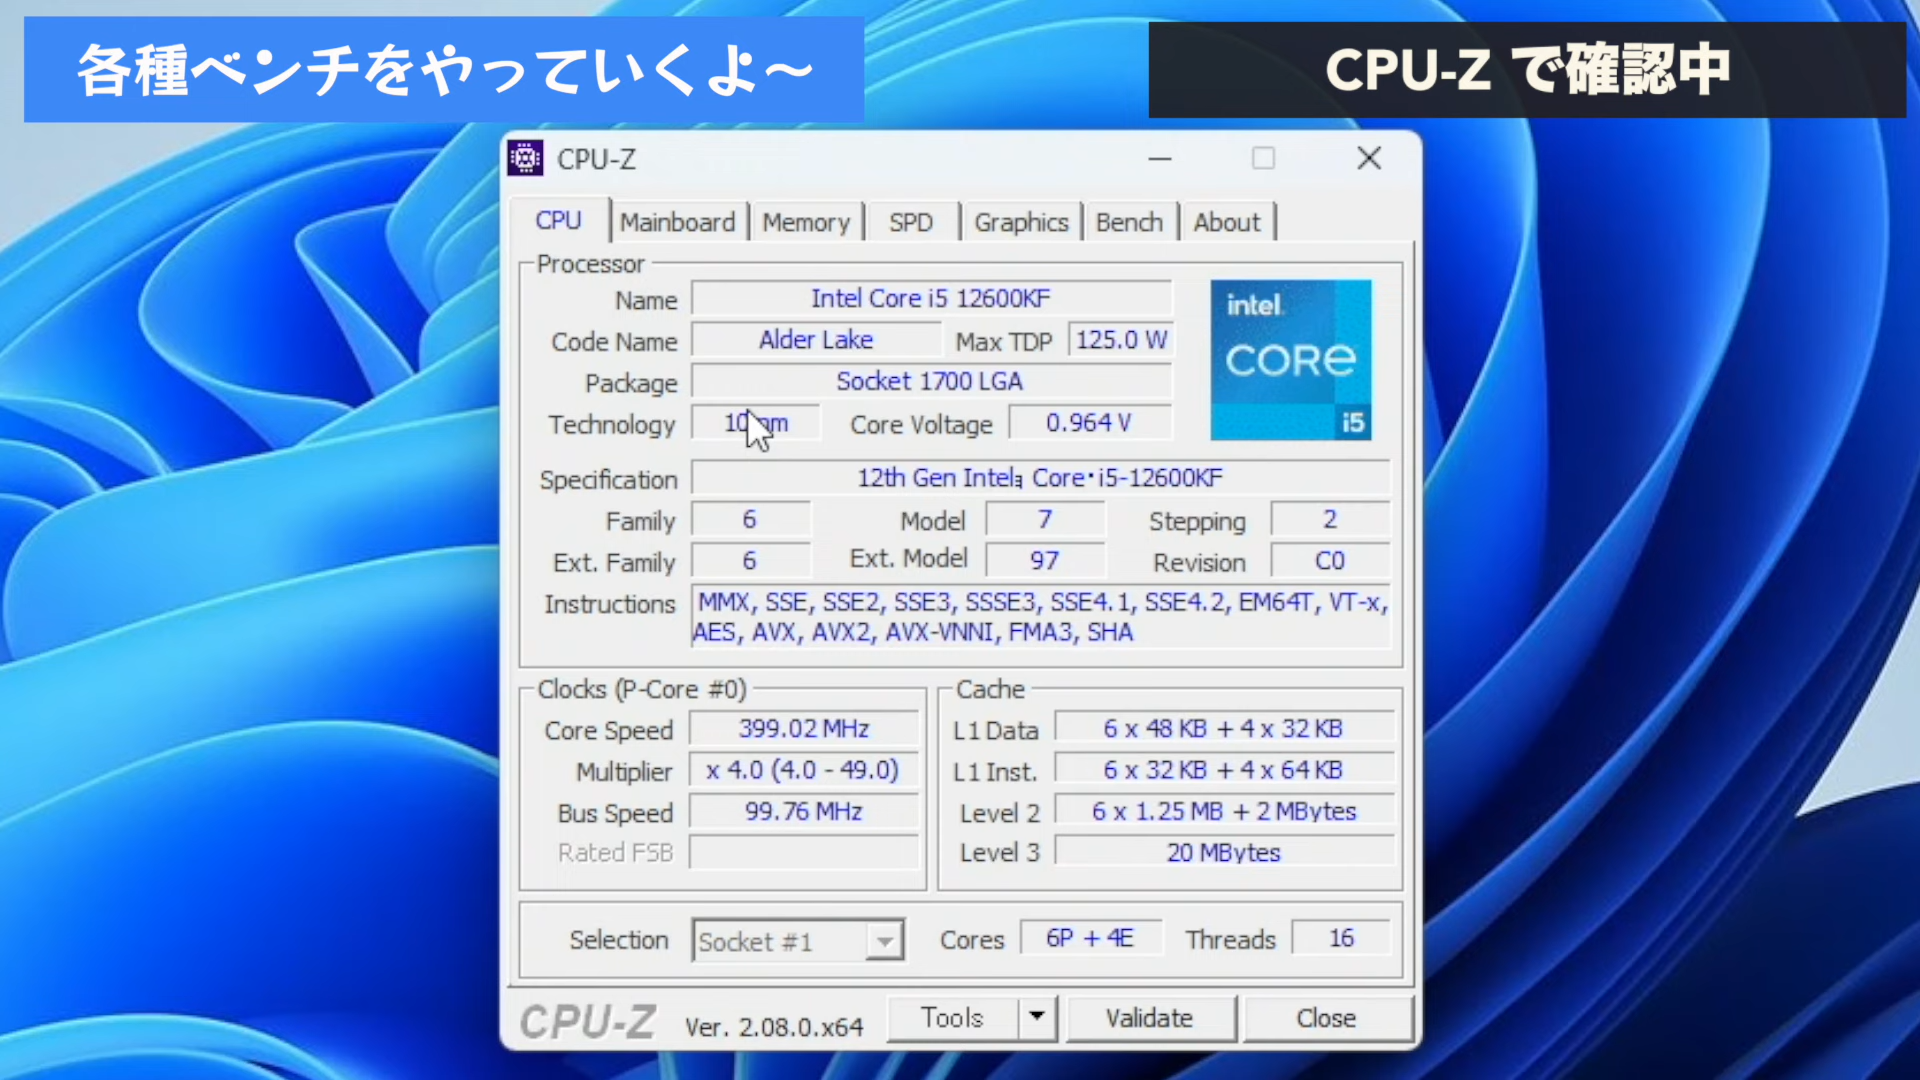 各種ベンチをやっていくよ～
CPU-Z で確認中
CPU-Z
CPU Mainboard Memory SPD Graphics Bench About
Processor
Name Intel Core i5 12600KF
Code Name Alder Lake Max TDP 125.0 W
Package Socket 1700 LGA
Technology Core Voltage 0.964 V
intel
CORE
i5
Specification 12th Gen Intel Core i5-12600KF
Family 6 Model 7 Stepping 2
Ext. Family 6 Ext. Model 97 Revision C0
Instructions MMX, SSE, SSE2, SSE3, SSSE3, SSE4.1, SSE4.2, EM64T, VT-x,
AES, AVX, AVX2, AVX-VNNI, FMA3, SHA
Clocks (P-Core #0)
Core Speed 399.02 MHz
Multiplier x 4.0 (4.0 - 49.0)
Bus Speed 99.76 MHz
Rated FSB
Cache
L1 Data 6 x 48 KB + 4 x 32 KB
L1 Inst. 6 x 32 KB + 4 x 64 KB
Level 2 6 x 1.25 MB + 2 MBytes
Level 3 20 MBytes
Selection Socket #1 Cores 6P + 4E Threads 16
CPU-Z Ver. 2.08.0.x64 Tools Validate Close